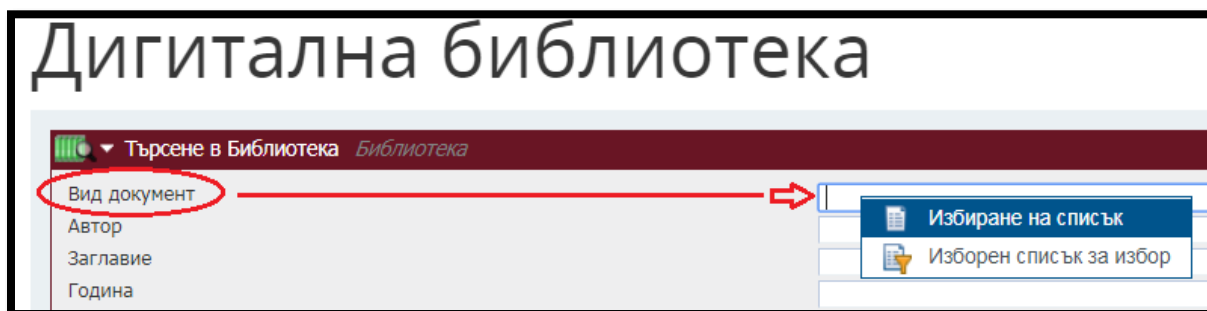 Дигитална библиотека
Търсене в Библиотека Библиотека
Вид документ
Избиране на списък
Автор
Заглавие
Изборен списък за избор
Година